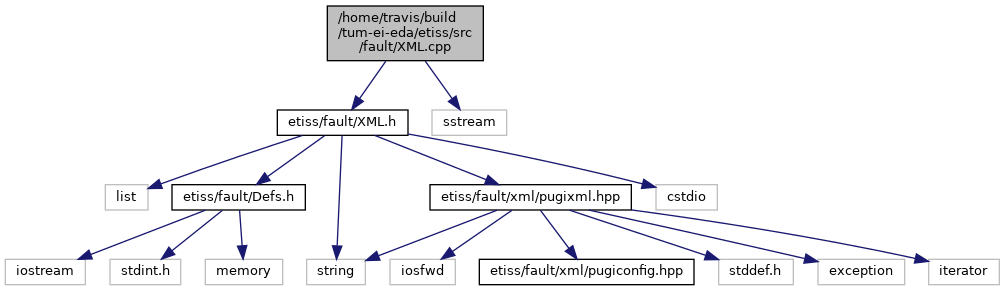 /home/travis/build
/tum-ei-eda/etiss/src
/fault/XML.cpp
etiss/fault/XML.h
sstream
list
etiss/fault/Defs.h
etiss/fault/xml/pugixml.hpp
cstdio
iostream
stdint.h
memory
string
iosfwd
etiss/fault/xml/pugiconfig.hpp
stddef.h
exception
iterator